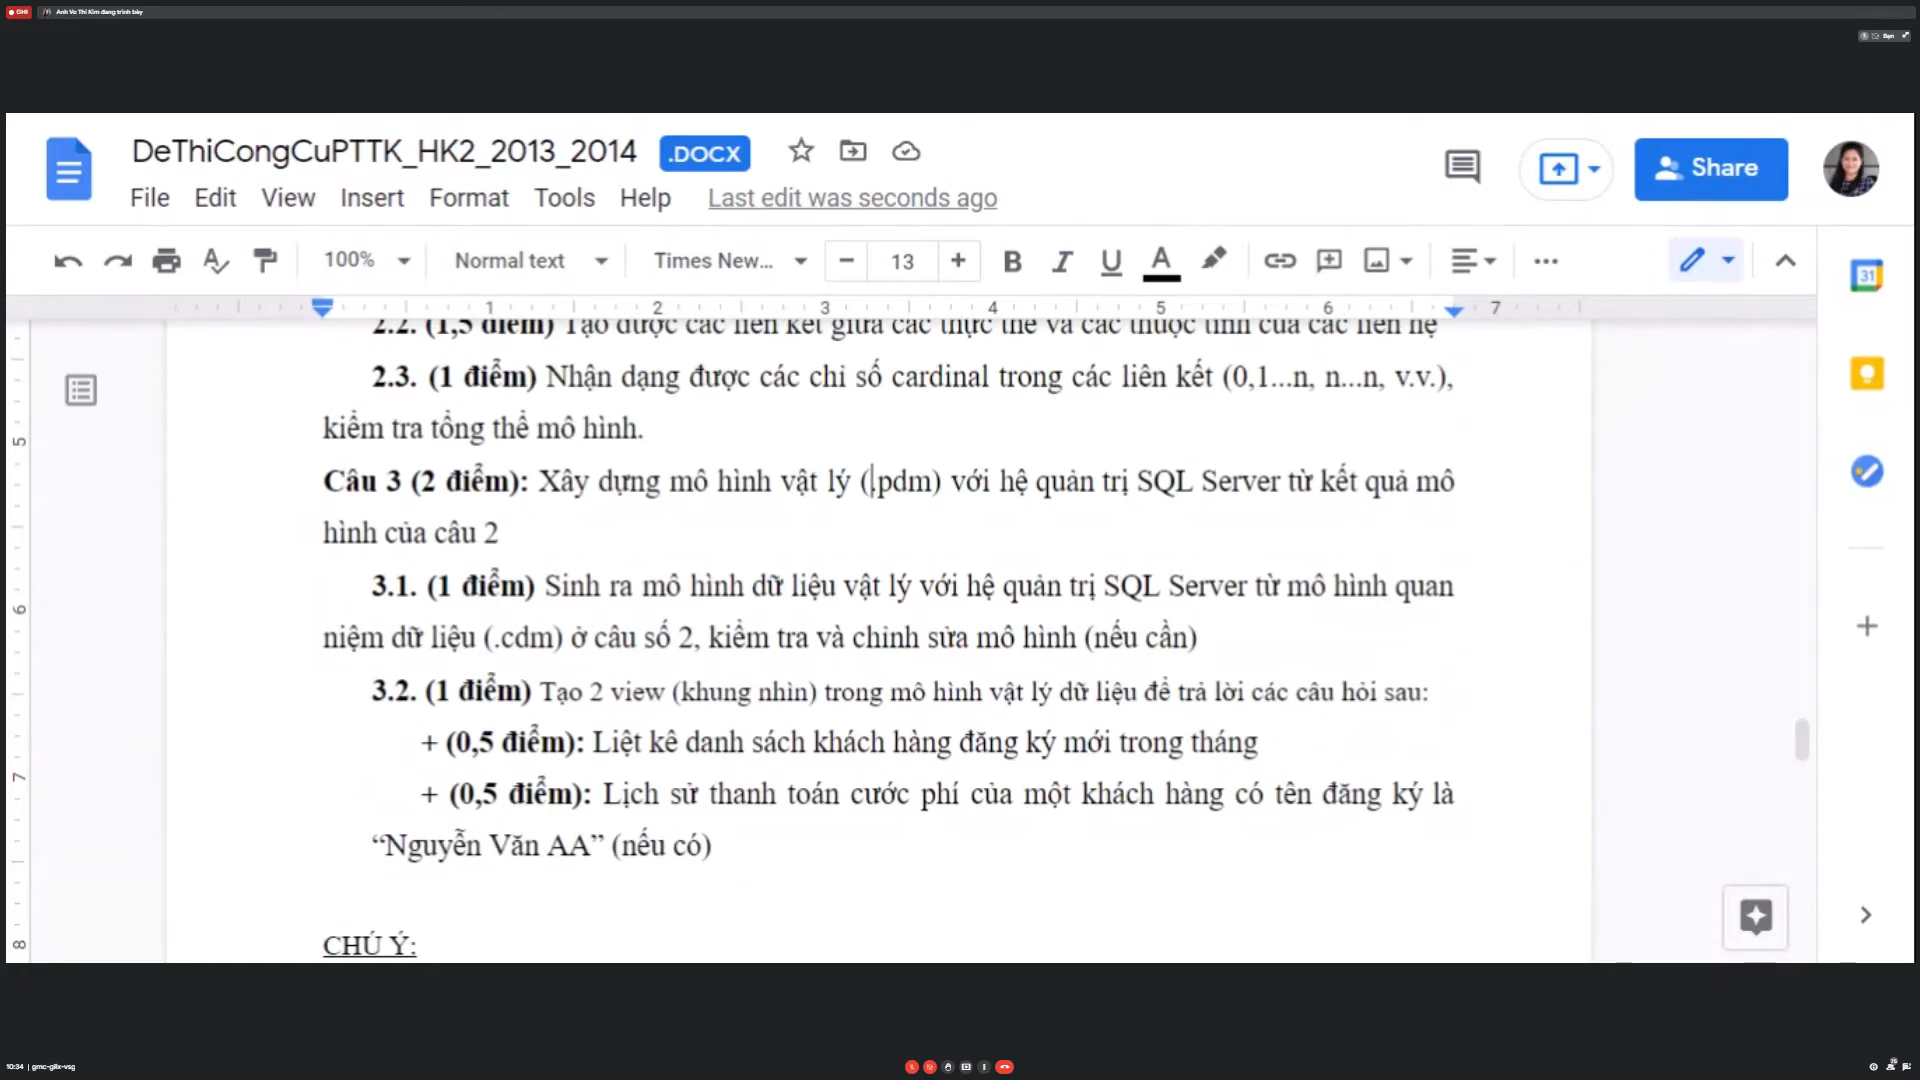 GHI
Anh Vo Thi Kim đang trình bày
Bạn
DeThiCongCuPTTK_HK2_2013_2014 .DOCX
Share
File Edit View Insert Format Tools Help Last edit was seconds ago
100% Normal text Times New... 13 B I U A
31
1 2 3 4 5 6 7
2.2. (1,5 điểm) Tạo được các liên kết giữa các thực thể và các thuộc tính của các liên hệ
2.3. (1 điểm) Nhận dạng được các chỉ số cardinal trong các liên kết (0,1...n, n...n, v.v.),
kiểm tra tổng thể mô hình.
5
Câu 3 (2 điểm): Xây dựng mô hình vật lý (.pdm) với hệ quản trị SQL Server từ kết quả mô
hình của câu 2
3.1. (1 điểm) Sinh ra mô hình dữ liệu vật lý với hệ quản trị SQL Server từ mô hình quan
6
niệm dữ liệu (.cdm) ở câu số 2, kiểm tra và chỉnh sửa mô hình (nếu cần)
3.2. (1 điểm) Tạo 2 view (khung nhìn) trong mô hình vật lý dữ liệu để trả lời các câu hỏi sau:
+ (0,5 điểm): Liệt kê danh sách khách hàng đăng ký mới trong tháng
7
+ (0,5 điểm): Lịch sử thanh toán cước phí của một khách hàng có tên đăng ký là
“Nguyễn Văn AA” (nếu có)
CHÚ Ý:
8
10:34 | gmc-giix-vsg